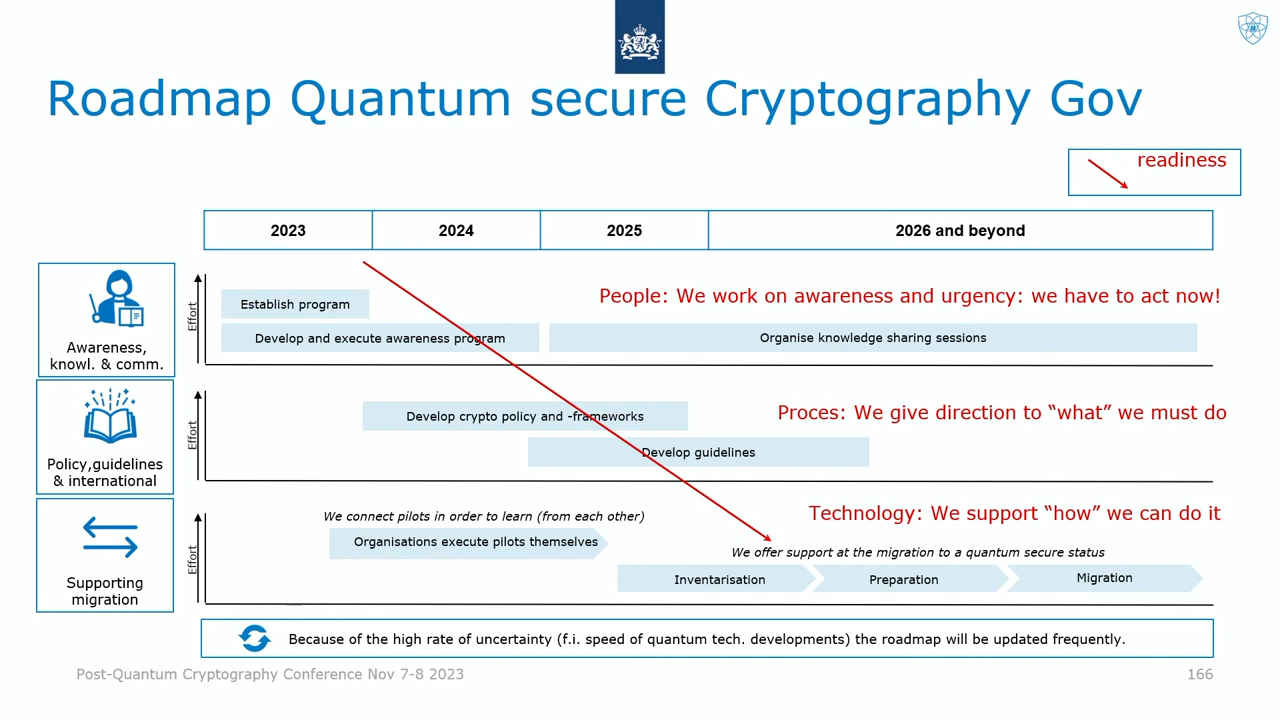 Roadmap Quantum secure Cryptography Gov
readiness
2023
2024
2025
2026 and beyond
Awareness,
knowl. & comm.
Effort
Establish program
People: We work on awareness and urgency: we have to act now!
Develop and execute awareness program
Organise knowledge sharing sessions
Policy,guidelines
& international
Effort
Develop crypto policy and -frameworks
Proces: We give direction to “what” we must do
Develop guidelines
Supporting
migration
Effort
We connect pilots in order to learn (from each other)
Technology: We support “how” we can do it
Organisations execute pilots themselves
We offer support at the migration to a quantum secure status
Inventarisation
Preparation
Migration
Because of the high rate of uncertainty (f.i. speed of quantum tech. developments) the roadmap will be updated frequently.
Post-Quantum Cryptography Conference Nov 7-8 2023
166